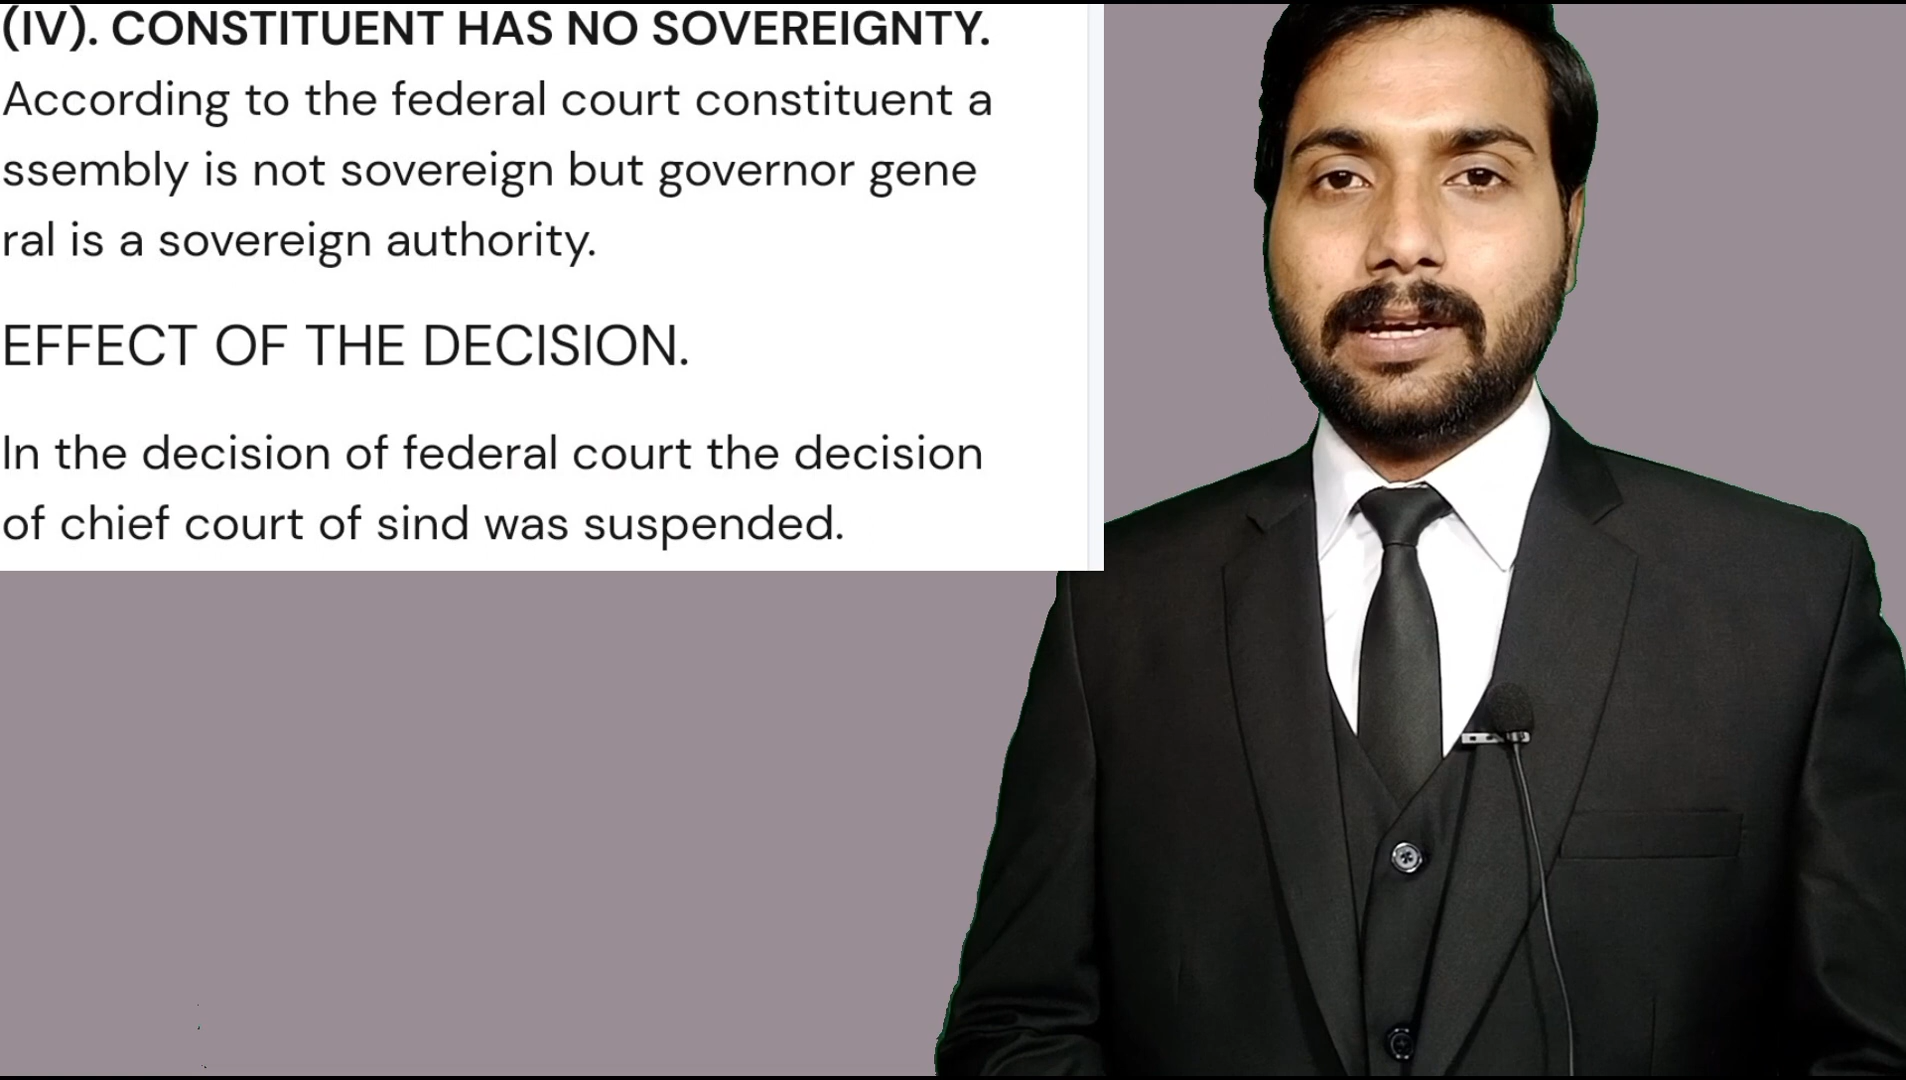 (IV). CONSTITUENT HAS NO SOVEREIGNTY.
According to the federal court constituent a
ssembly is not sovereign but governor gene
ral is a sovereign authority.
EFFECT OF THE DECISION.
In the decision of federal court the decision
of chief court of sind was suspended.